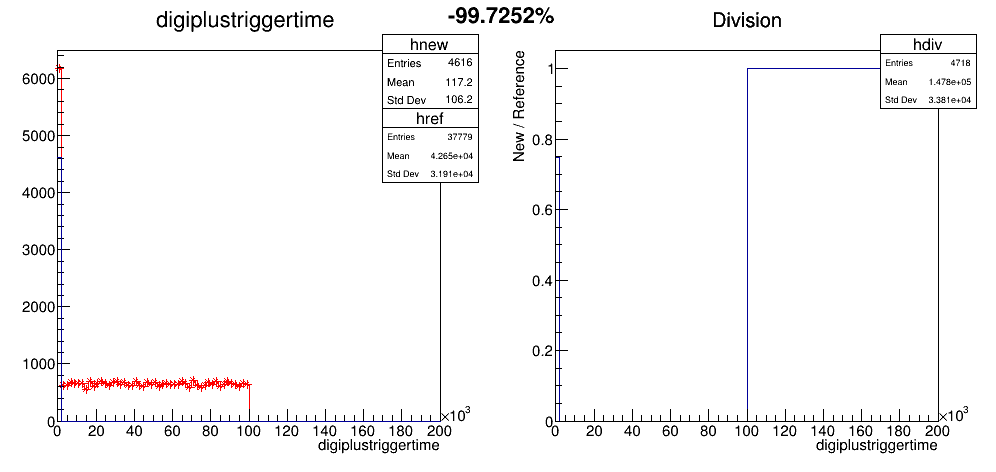 digiplustriggertime
-99.7252%
Division
hnew
Entries 4616
Mean 117.2
Std Dev 106.2
href
Entries 37779
Mean 4.265e+04
Std Dev 3.191e+04
6000
5000
4000
3000
2000
1000
0
0 20 40 60 80 100 120 140 160 180 200
×10³
digiplustriggertime
hdiv
Entries 4718
Mean 1.478e+05
Std Dev 3.381e+04
New / Reference
1
0.8
0.6
0.4
0.2
0
0 20 40 60 80 100 120 140 160 180 200
×10³
digiplustriggertime